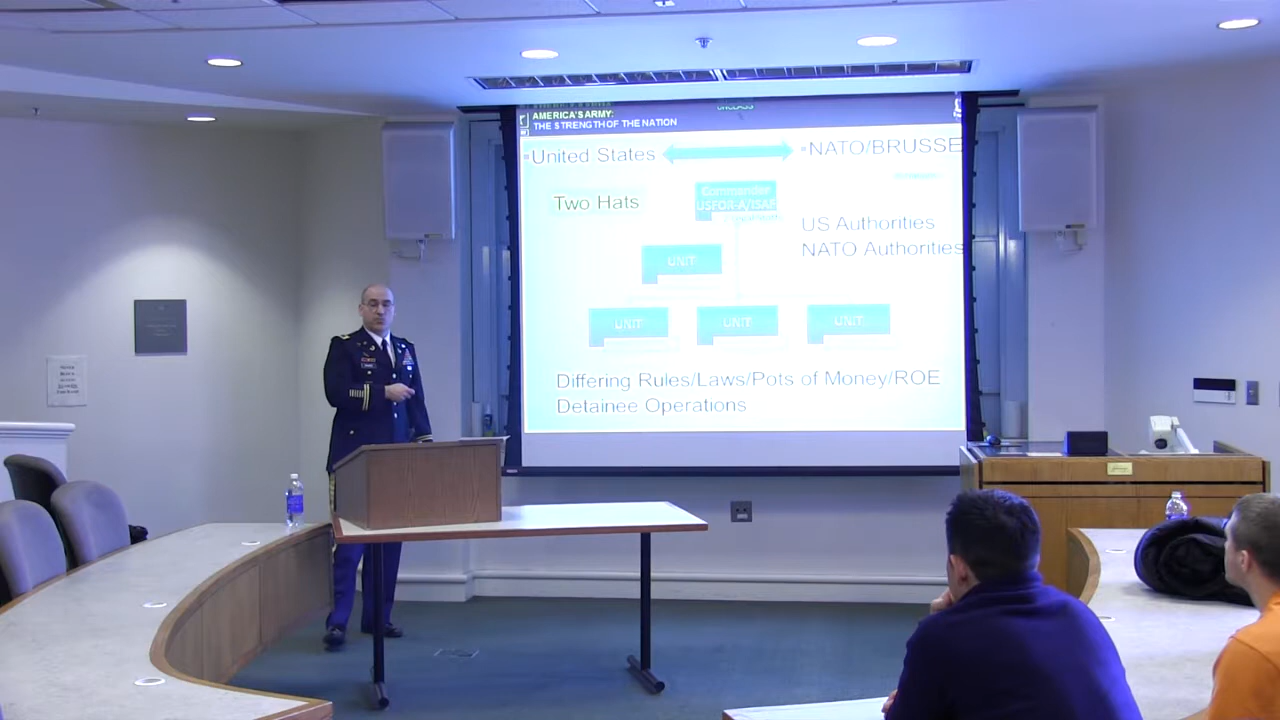 UNCLASS
AMERICA'S ARMY:
THE STRENGTH OF THE NATION
United States
NATO/BRUSSE
Two Hats
Commander
USFOR-A/ISAF
US Authorities
NATO Authorities
UNIT
UNIT
UNIT
UNIT
Differing Rules/Laws/Pots of Money/ROE
Detainee Operations